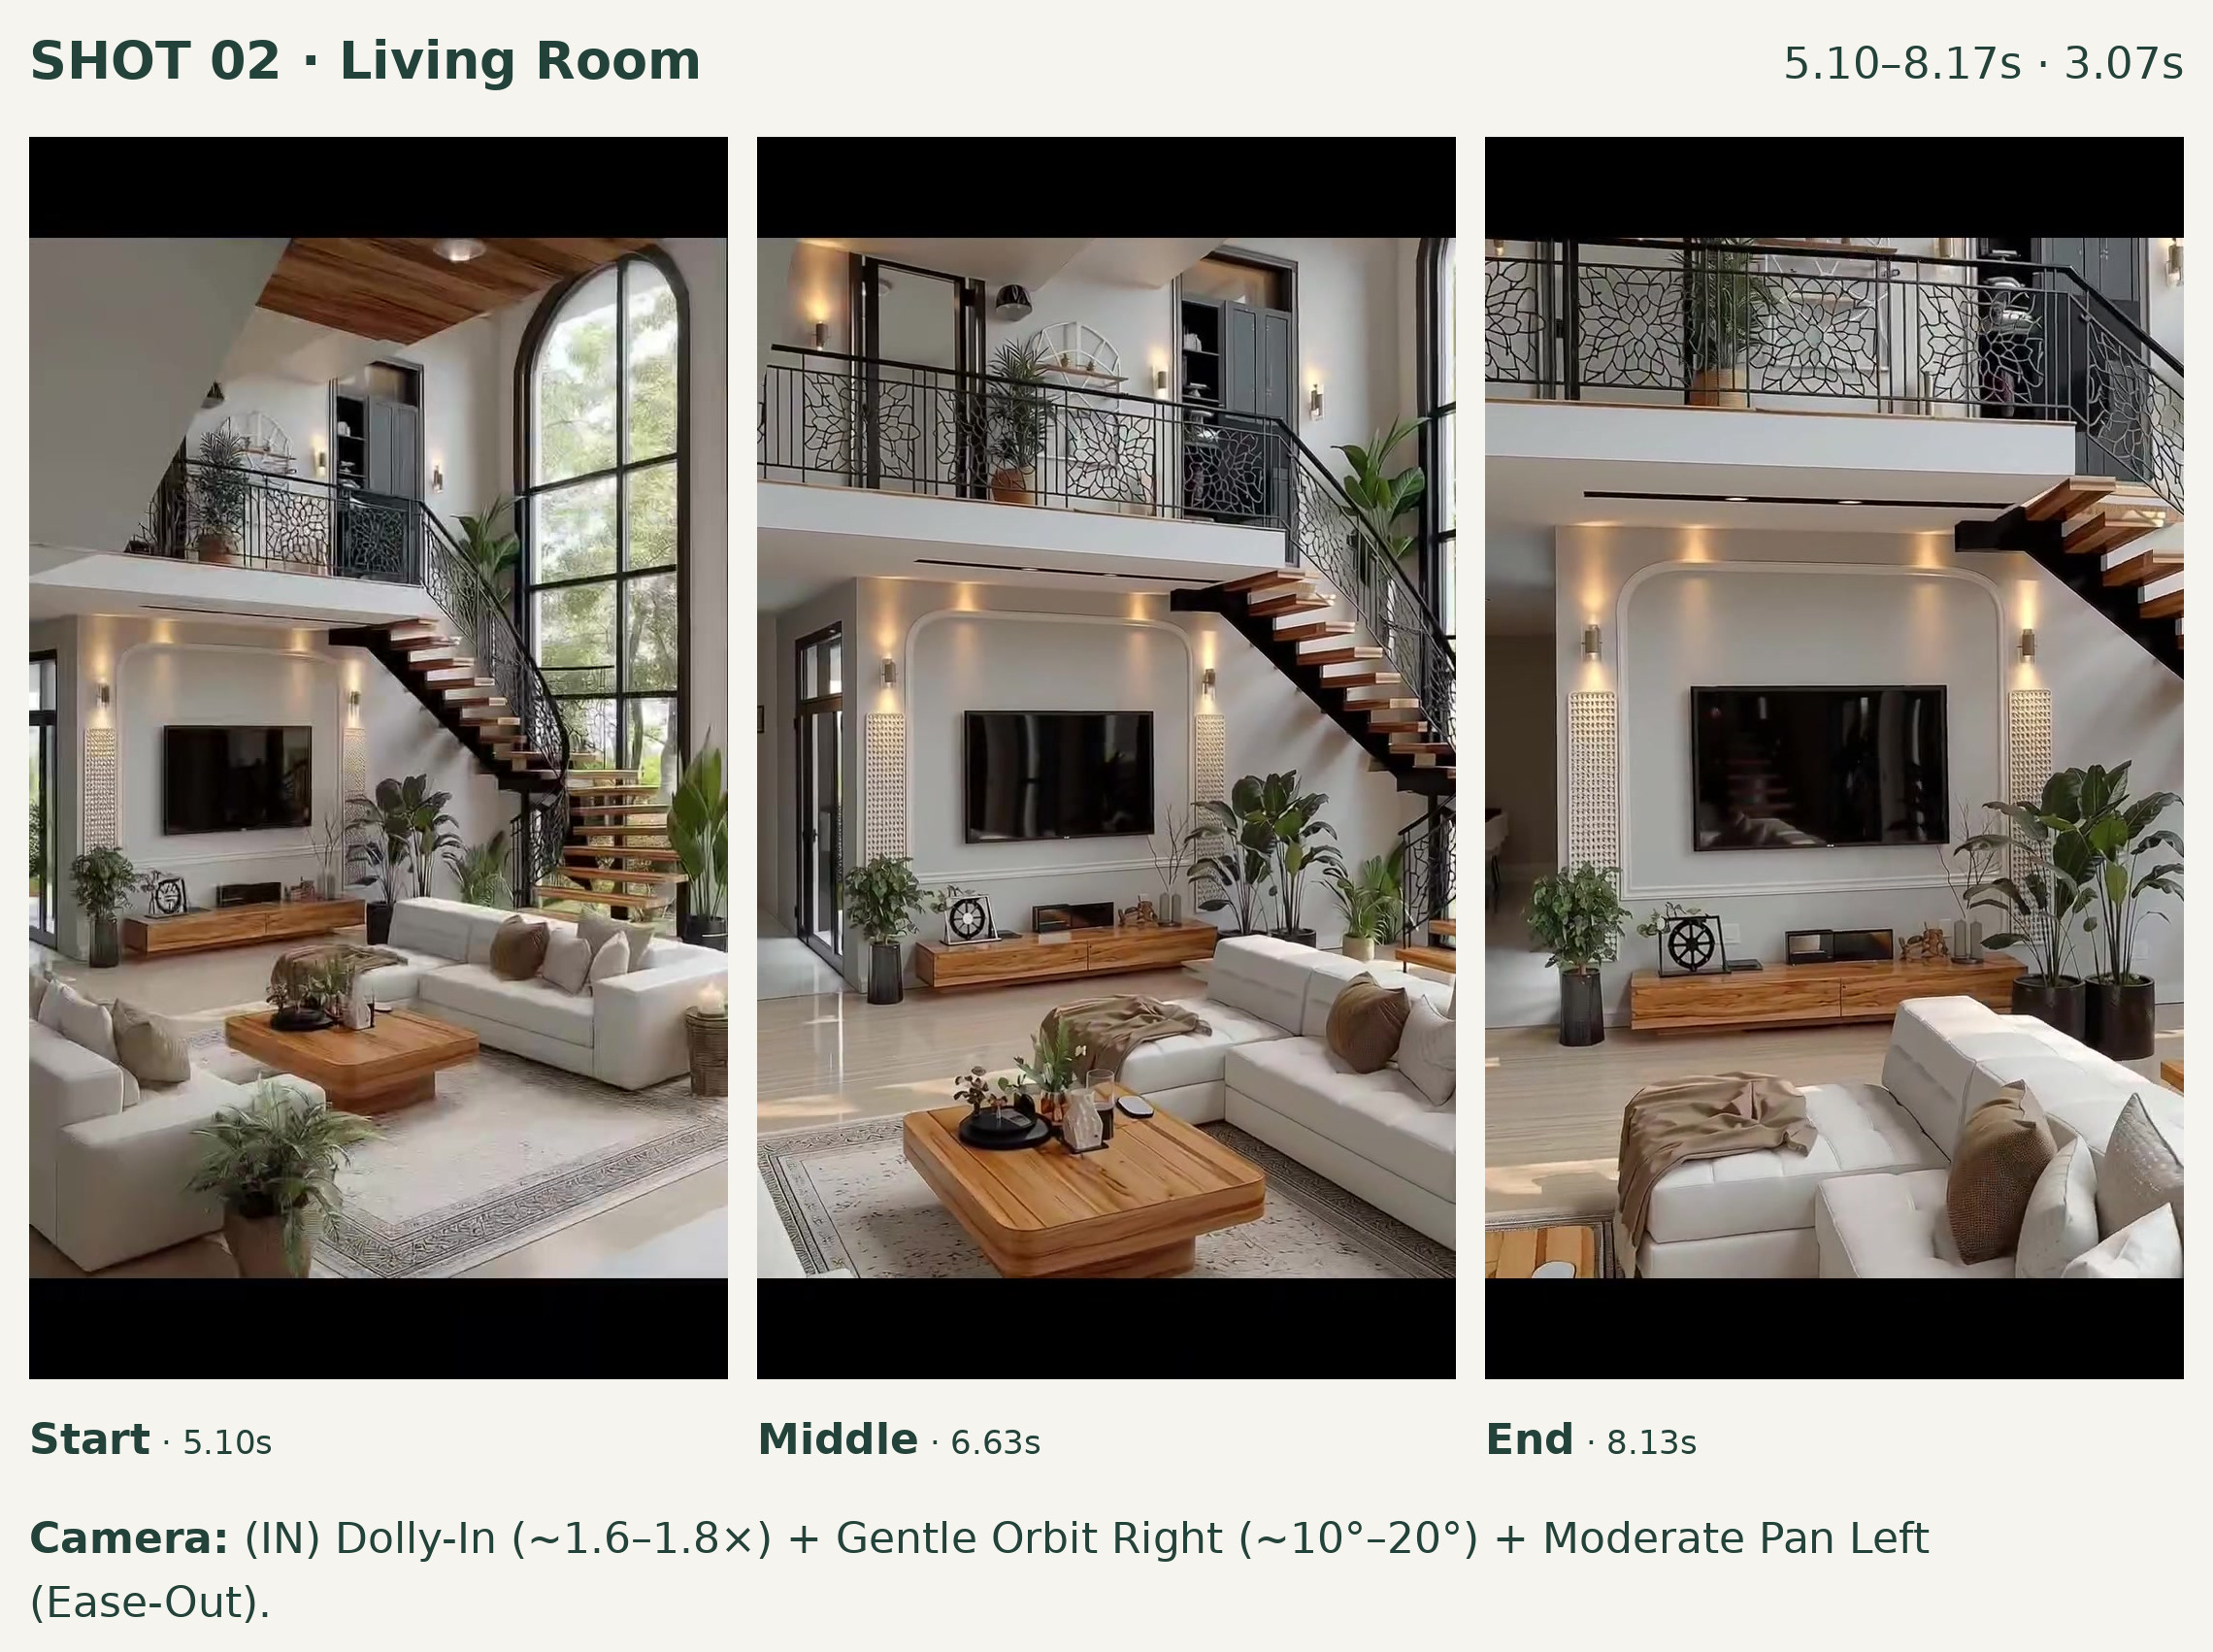 SHOT 02 · Living Room
5.10–8.17s · 3.07s
Start · 5.10s
Middle · 6.63s
End · 8.13s
Camera: (IN) Dolly-In (~1.6–1.8×) + Gentle Orbit Right (~10°–20°) + Moderate Pan Left
(Ease-Out).